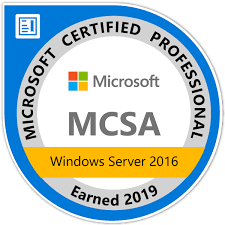 MICROSOFT CERTIFIED PROFESSIONAL
Microsoft
MCSA
Windows Server 2016
Earned 2019